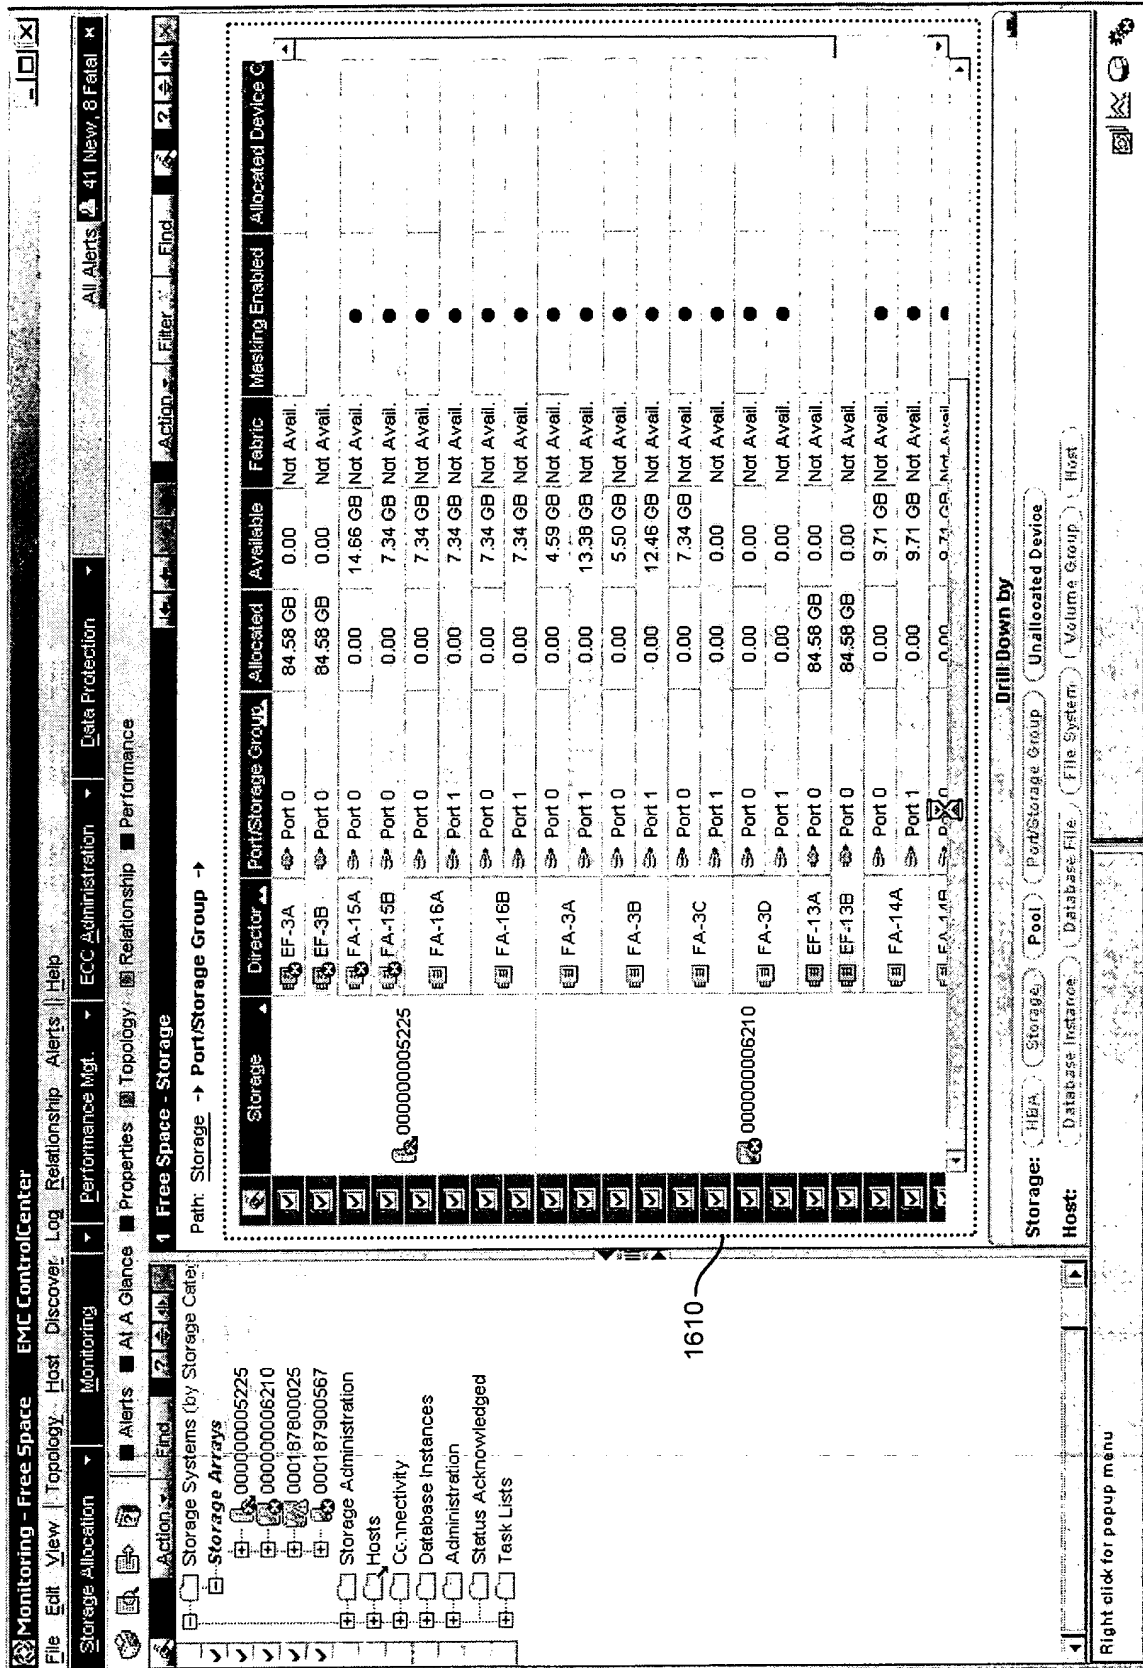 Monitoring - Free Space EMC ControlCenter
File Edit View Topology Host Discover Log Relationship Alerts Help
Storage Allocation Monitoring Performance Mgt. ECC Administration Data Protection All Alerts 41 New, 8 Fatal
Alerts At A Glance Properties Topology Relationship Performance
Action Find
Storage Systems (by Storage Categ
Storage Arrays
000000005225
000000006210
000187800025
000187900567
Storage Administration
Hosts
Connectivity
Database Instances
Administration
Status Acknowledged
Task Lists
1 Free Space - Storage Action Filter Find
Path: Storage → Port/Storage Group →
Storage Director Port/Storage Group Allocated Available Fabric Masking Enabled Allocated Device C
000000005225
EF-3A Port 0 84.58 GB 0.00 Not Avail.
EF-3B Port 0 84.58 GB 0.00 Not Avail.
FA-15A Port 0 0.00 14.66 GB Not Avail. ●
FA-15B Port 0 0.00 7.34 GB Not Avail. ●
FA-16A Port 0 0.00 7.34 GB Not Avail. ●
Port 1 0.00 7.34 GB Not Avail. ●
FA-16B Port 0 0.00 7.34 GB Not Avail. ●
Port 1 0.00 7.34 GB Not Avail. ●
000000006210
FA-3A Port 0 0.00 4.59 GB Not Avail. ●
Port 1 0.00 13.38 GB Not Avail. ●
FA-3B Port 0 0.00 5.50 GB Not Avail. ●
Port 1 0.00 12.46 GB Not Avail. ●
FA-3C Port 0 0.00 7.34 GB Not Avail. ●
Port 1 0.00 0.00 Not Avail. ●
FA-3D Port 0 0.00 0.00 Not Avail. ●
Port 1 0.00 0.00 Not Avail. ●
EF-13A Port 0 84.58 GB 0.00 Not Avail.
EF-13B Port 0 84.58 GB 0.00 Not Avail.
FA-14A Port 0 0.00 9.71 GB Not Avail. ●
Port 1 0.00 9.71 GB Not Avail. ●
FA-14B 0.00 9.71 GB Not Avail. ●
1610
Drill Down by
Storage: HBA Storage Pool Port/Storage Group Unallocated Device
Host: Database Instance Database File File System Volume Group Host
Right click for popup menu